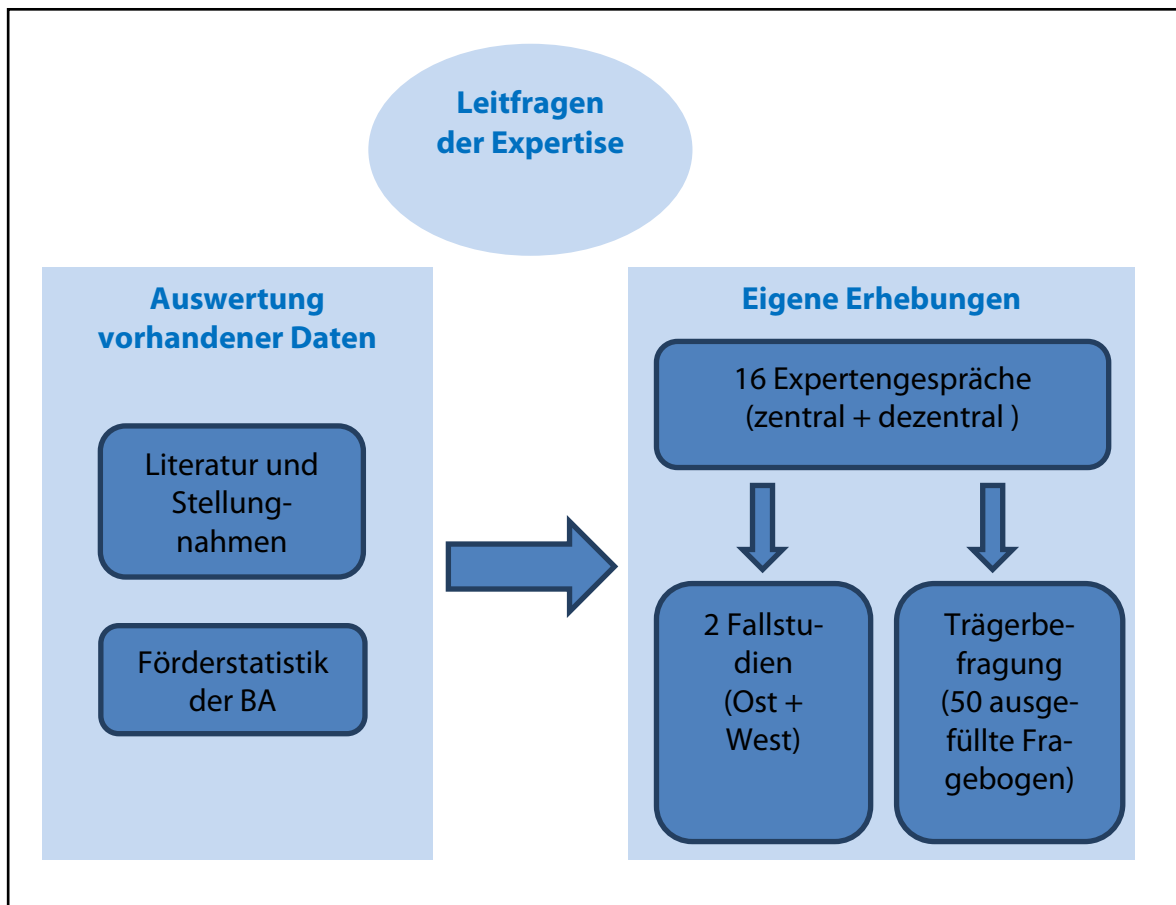 Leitfragen
der Expertise
Auswertung
vorhandener Daten
Literatur und
Stellung-
nahmen
Förderstatistik
der BA
Eigene Erhebungen
16 Expertengespräche
(zentral + dezentral )
2 Fallstu-
dien
(Ost +
West)
Trägerbe-
fragung
(50 ausge-
füllte Fra-
gebogen)